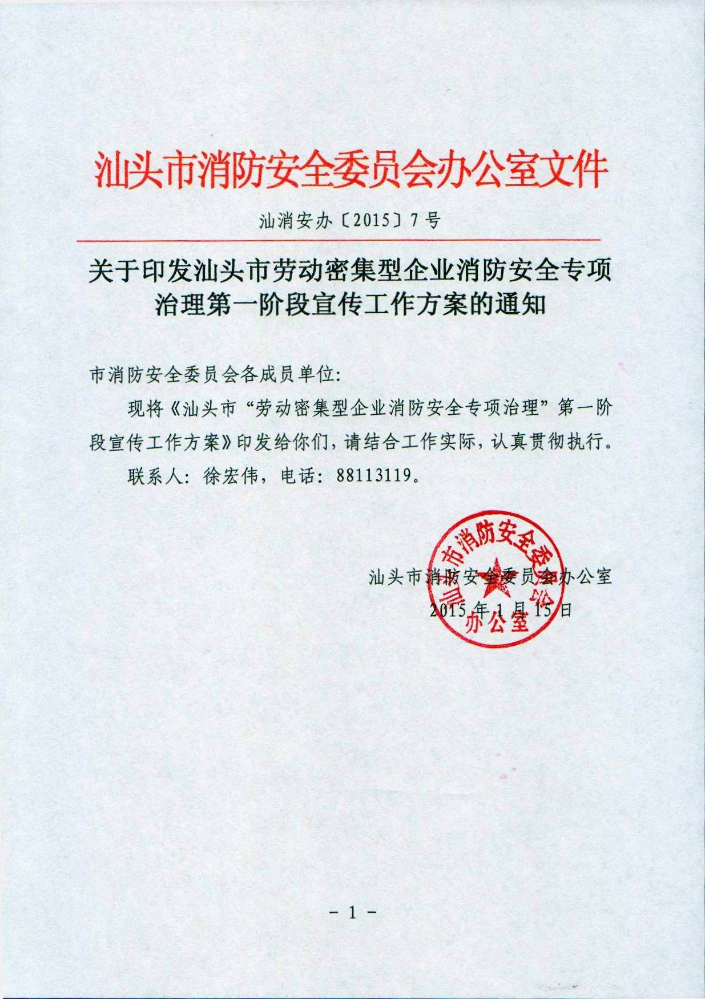 汕头市消防安全委员会办公室文件
汕消安办〔2015〕7号
关于印发汕头市劳动密集型企业消防安全专项
治理第一阶段宣传工作方案的通知
市消防安全委员会各成员单位：
现将《汕头市“劳动密集型企业消防安全专项治理”第一阶
段宣传工作方案》印发给你们，请结合工作实际，认真贯彻执行。
联系人：徐宏伟，电话：88113119。
汕头市消防安全委员会
汕头市消防安全委员会办公室
2015年1月15日
办公室
- 1 -